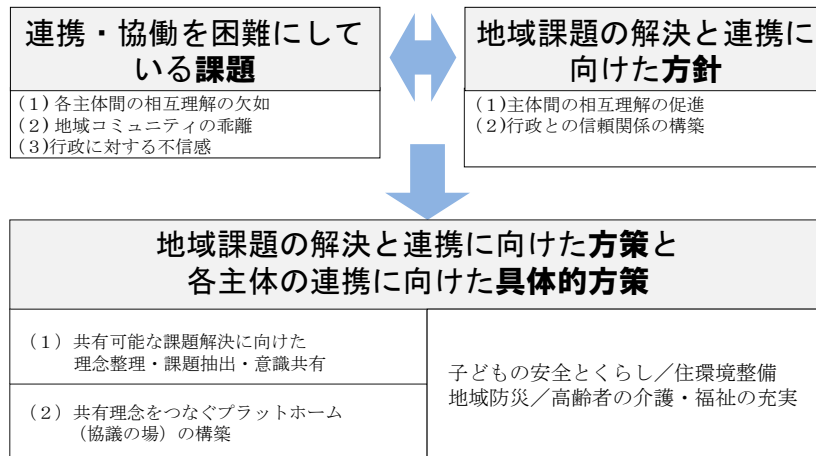 連携・協働を困難にして
いる課題
(1)各主体間の相互理解の欠如
(2)地域コミュニティの乖離
(3)行政に対する不信感
地域課題の解決と連携に
向けた方針
(1)主体間の相互理解の促進
(2)行政との信頼関係の構築
地域課題の解決と連携に向けた方策と
各主体の連携に向けた具体的方策
(1)共有可能な課題解決に向けた
理念整理・課題抽出・意識共有
(2)共有理念をつなぐプラットホーム
(協議の場)の構築
子どもの安全とくらし／住環境整備
地域防災／高齢者の介護・福祉の充実